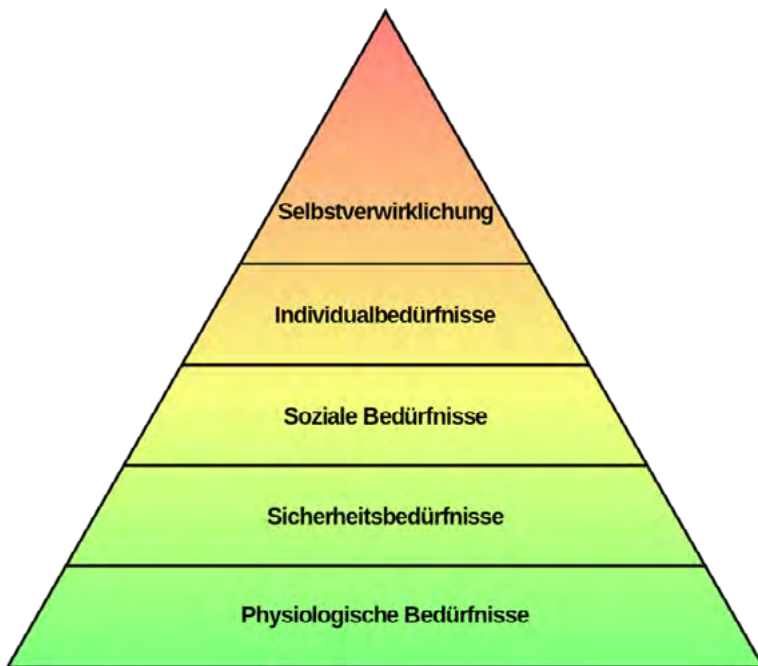 Selbstverwirklichung
Individualbedürfnisse
Soziale Bedürfnisse
Sicherheitsbedürfnisse
Physiologische Bedürfnisse